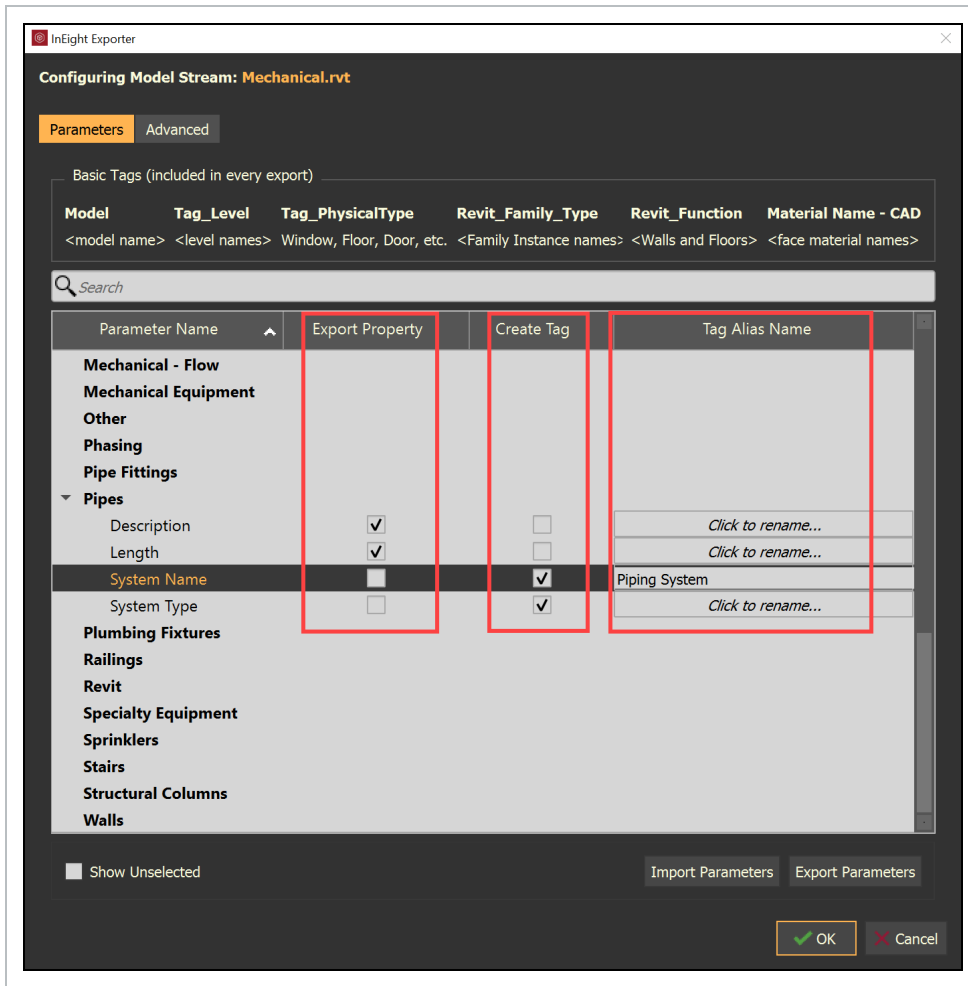 InEight Exporter
Configuring Model Stream: Mechanical.rvt
Parameters Advanced
Basic Tags (included in every export)
Model Tag_Level Tag_PhysicalType Revit_Family_Type Revit_Function Material Name - CAD
<model name> <level names> Window, Floor, Door, etc. <Family Instance names> <Walls and Floors> <face material names>
Search
Parameter Name Export Property Create Tag Tag Alias Name
Mechanical - Flow
Mechanical Equipment
Other
Phasing
Pipe Fittings
Pipes
Description Click to rename...
Length Click to rename...
System Name Piping System
System Type Click to rename...
Plumbing Fixtures
Railings
Revit
Specialty Equipment
Sprinklers
Stairs
Structural Columns
Walls
Show Unselected Import Parameters Export Parameters
OK Cancel